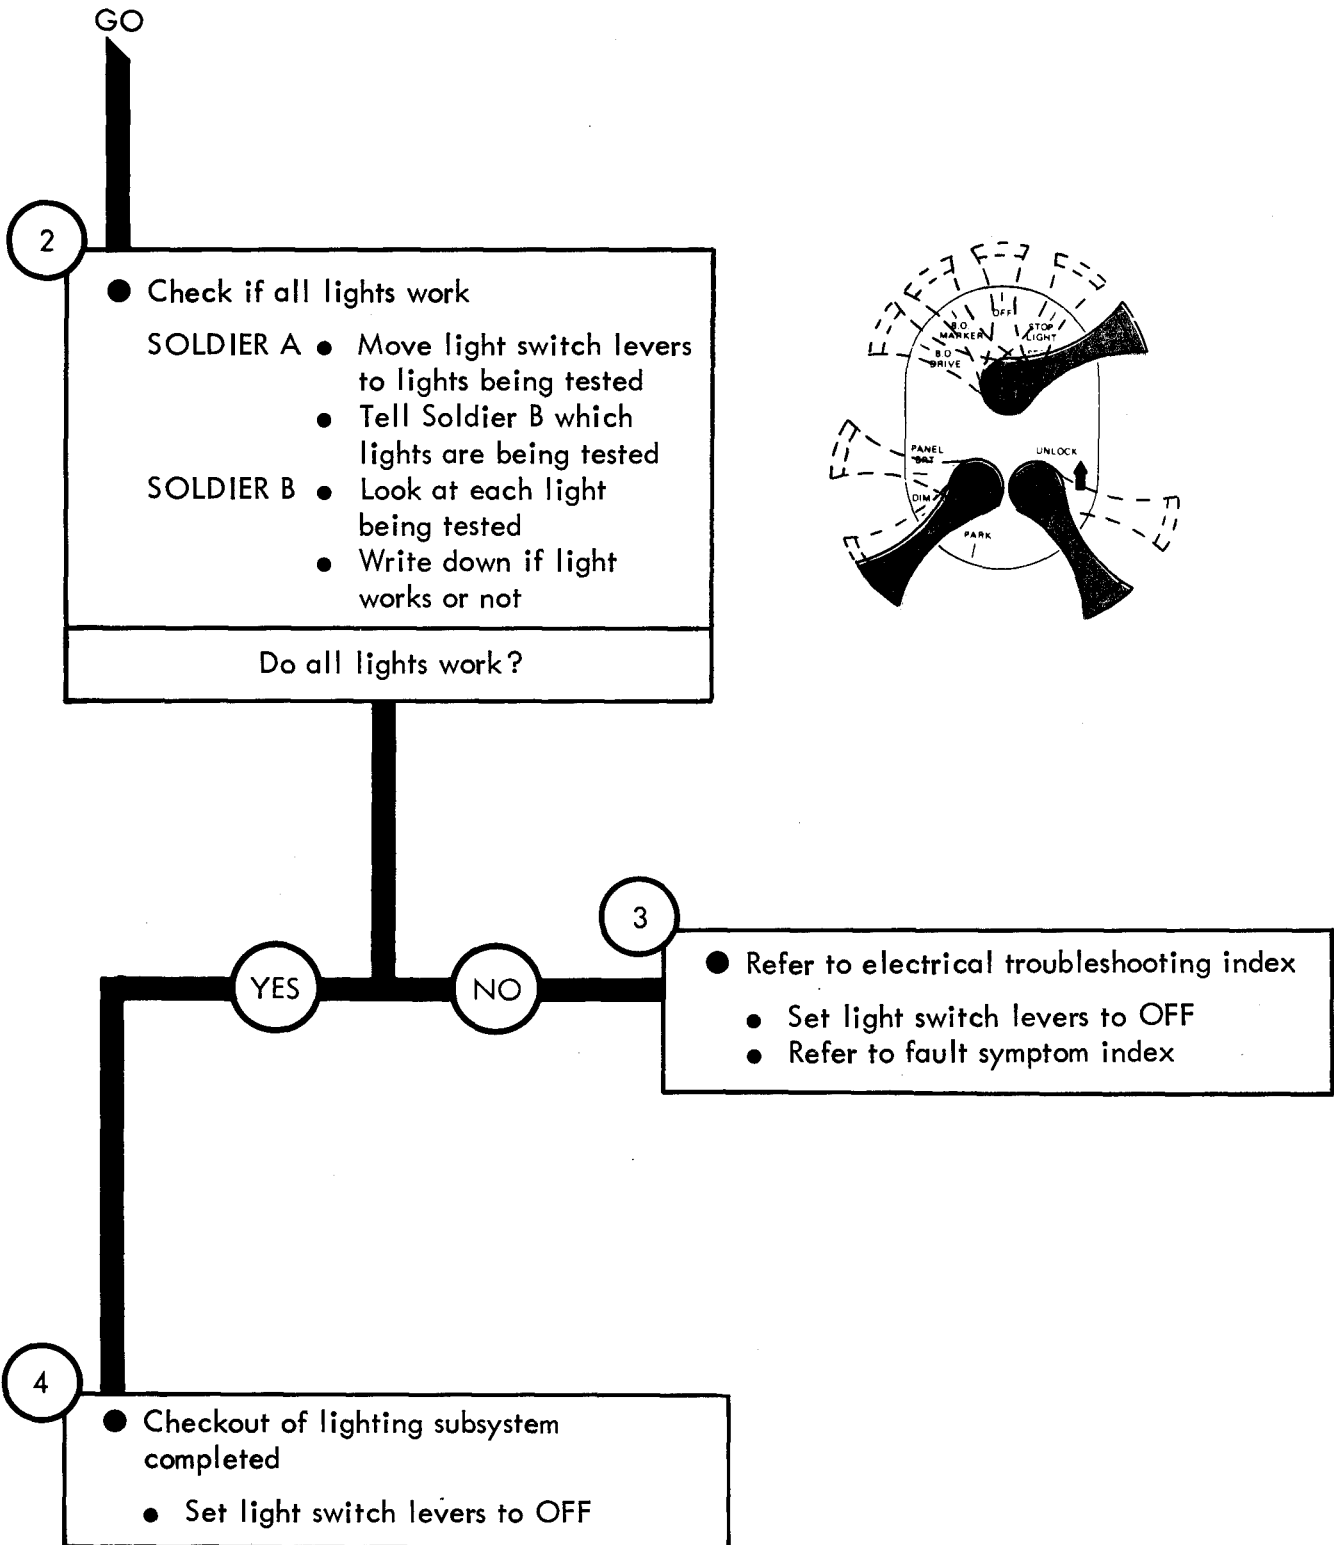 GO
2
● Check if all lights work
SOLDIER A ● Move light switch levers
to lights being tested
● Tell Soldier B which
lights are being tested
SOLDIER B ● Look at each light
being tested
● Write down if light
works or not
Do all lights work?
OFF
B.O.
MARKER
STOP
LIGHT
B.O
DRIVE
PANEL
BRT
UNLOCK
DIM
PARK
YES
NO
3
● Refer to electrical troubleshooting index
● Set light switch levers to OFF
● Refer to fault symptom index
4
● Checkout of lighting subsystem
completed
● Set light switch levers to OFF